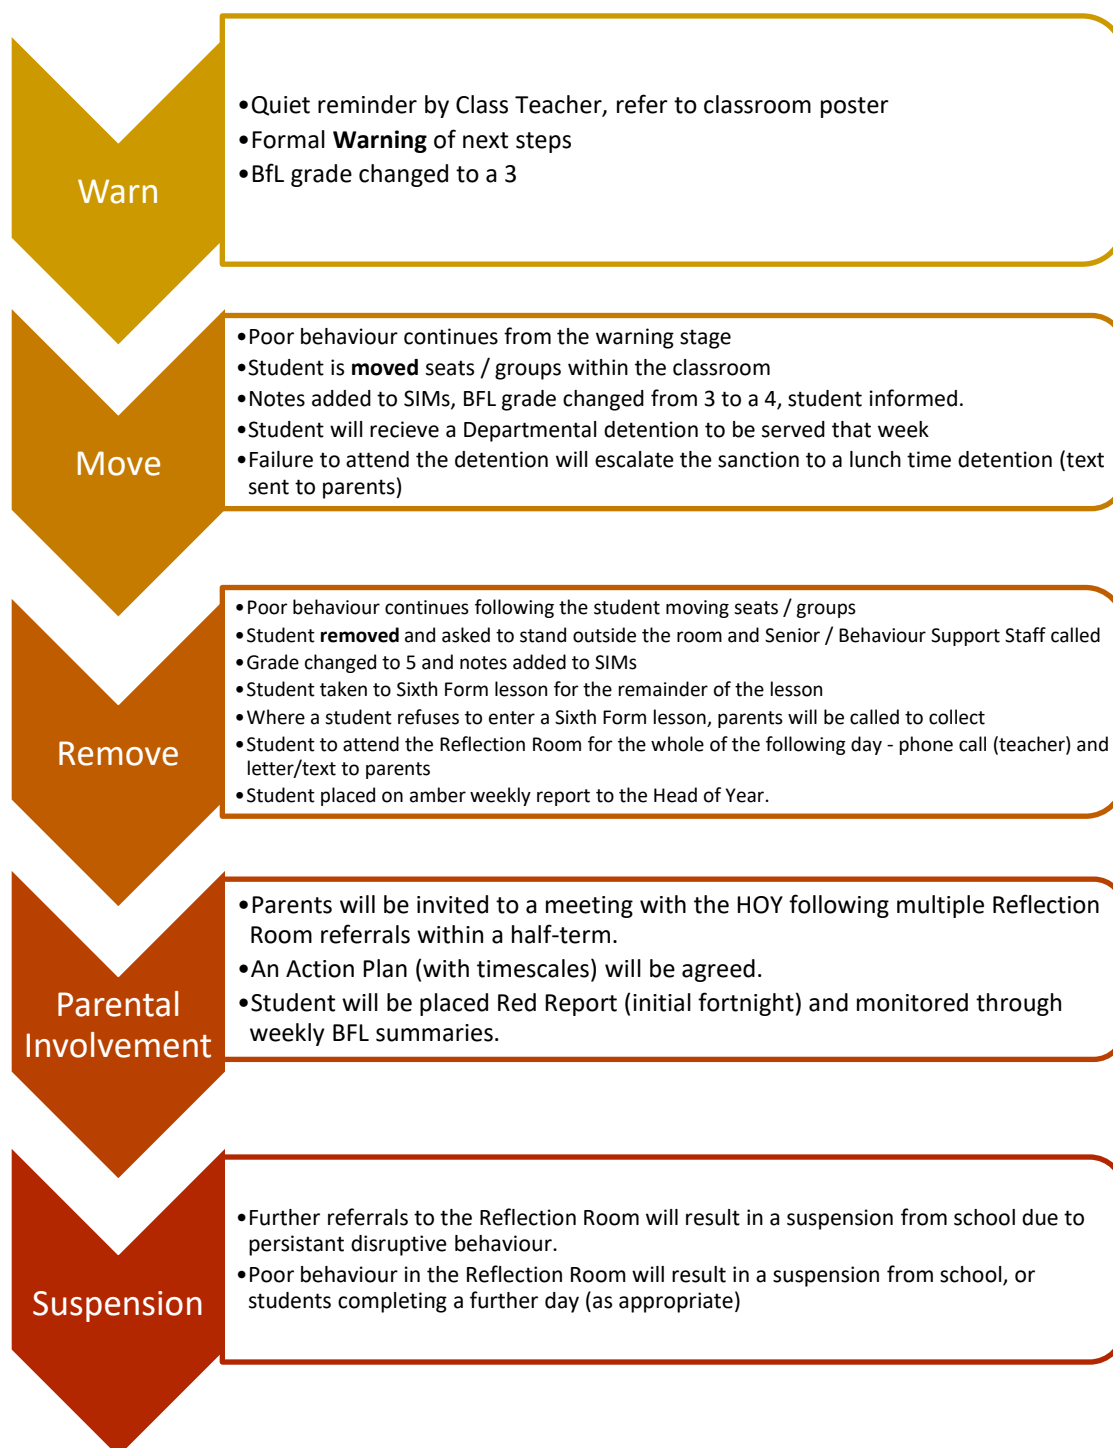 Warn
•Quiet reminder by Class Teacher, refer to classroom poster
•Formal Warning of next steps
•BfL grade changed to a 3
Move
•Poor behaviour continues from the warning stage
•Student is moved seats / groups within the classroom
•Notes added to SIMs, BFL grade changed from 3 to a 4, student informed.
•Student will recieve a Departmental detention to be served that week
•Failure to attend the detention will escalate the sanction to a lunch time detention (text
sent to parents)
Remove
•Poor behaviour continues following the student moving seats / groups
•Student removed and asked to stand outside the room and Senior / Behaviour Support Staff called
•Grade changed to 5 and notes added to SIMs
•Student taken to Sixth Form lesson for the remainder of the lesson
•Where a student refuses to enter a Sixth Form lesson, parents will be called to collect
•Student to attend the Reflection Room for the whole of the following day - phone call (teacher) and
letter/text to parents
•Student placed on amber weekly report to the Head of Year.
Parental
Involvement
•Parents will be invited to a meeting with the HOY following multiple Reflection
Room referrals within a half-term.
•An Action Plan (with timescales) will be agreed.
•Student will be placed Red Report (initial fortnight) and monitored through
weekly BFL summaries.
Suspension
•Further referrals to the Reflection Room will result in a suspension from school due to
persistant disruptive behaviour.
•Poor behaviour in the Reflection Room will result in a suspension from school, or
students completing a further day (as appropriate)